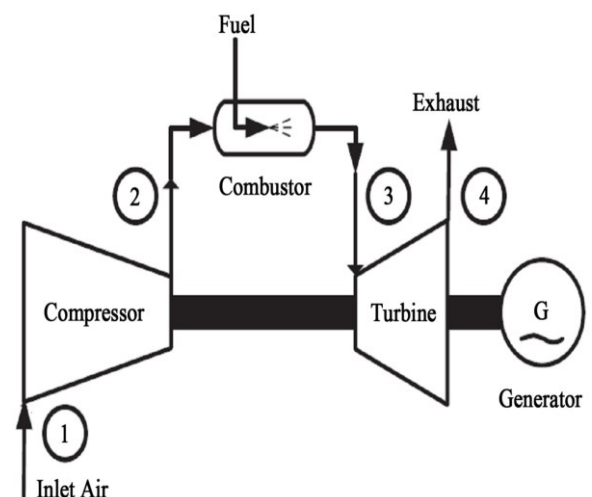 Fuel
Exhaust
Combustor
2
3
4
Compressor
Turbine
G
Generator
1
Inlet Air